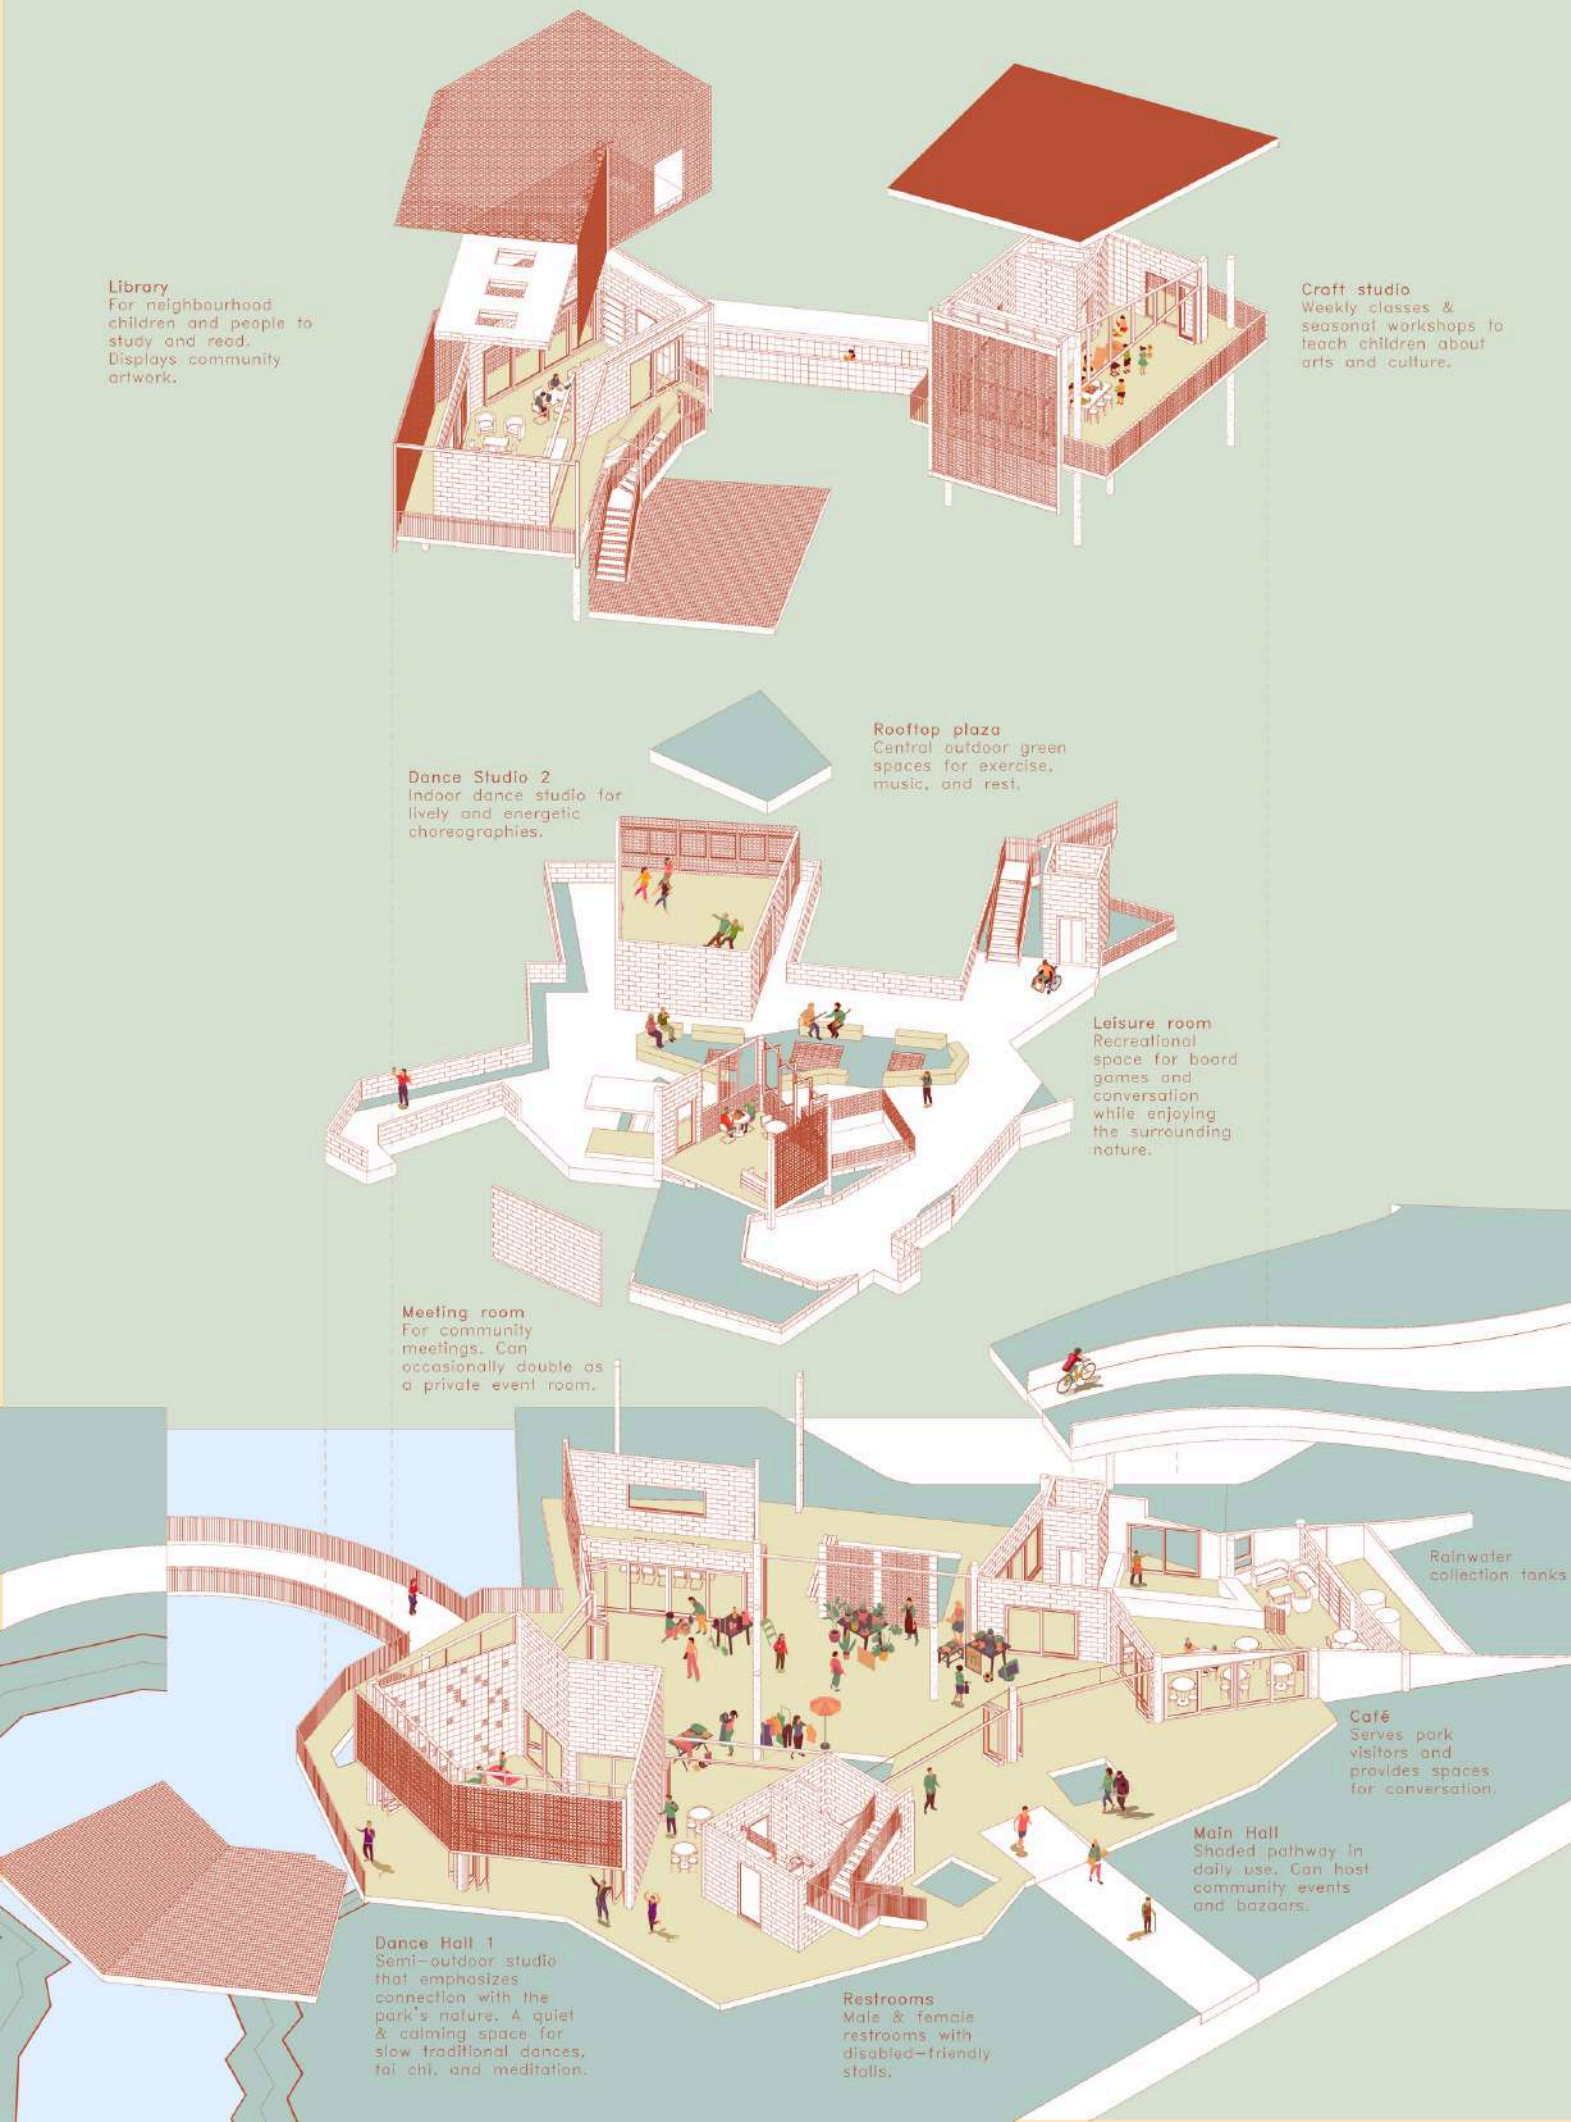 Library
For neighbourhood
children and people to
study and read.
Displays community
artwork.
Craft studio
Weekly classes &
seasonal workshops to
teach children about
arts and culture.
Rooftop plaza
Central outdoor green
spaces for exercise,
music, and rest.
Dance Studio 2
Indoor dance studio for
lively and energetic
choreographies.
Leisure room
Recreational
space for board
games and
conversation
while enjoying
the surrounding
nature.
Meeting room
For community
meetings. Can
occasionally double as
a private event room.
Rainwater
collection tanks
Café
Serves park
visitors and
provides spaces
for conversation.
Main Hall
Shaded pathway in
daily use. Can host
community events
and bazaars.
Dance Hall 1
Semi-outdoor studio
that emphasizes
connection with the
park's nature. A quiet
& calming space for
slow traditional dances,
tai chi, and meditation.
Restrooms
Male & female
restrooms with
disabled-friendly
stalls.